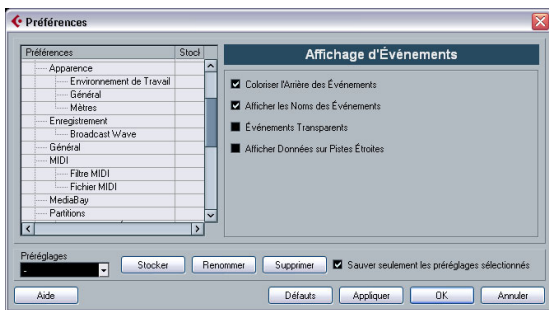 Préférences
Préférences Stocl
Apparence
Environnement de Travail
Général
Mètres
Enregistrement
Broadcast Wave
Général
MIDI
Filtre MIDI
Fichier MIDI
MediaBay
Partitions
Affichage d'Événements
Coloriser l'Arrière des Événements
Afficher les Noms des Événements
Événements Transparents
Afficher Données sur Pistes Étroites
Préréglages
-
Stocker
Renommer
Supprimer
Sauver seulement les préréglages sélectionnés
Aide
Défauts
Appliquer
OK
Annuler